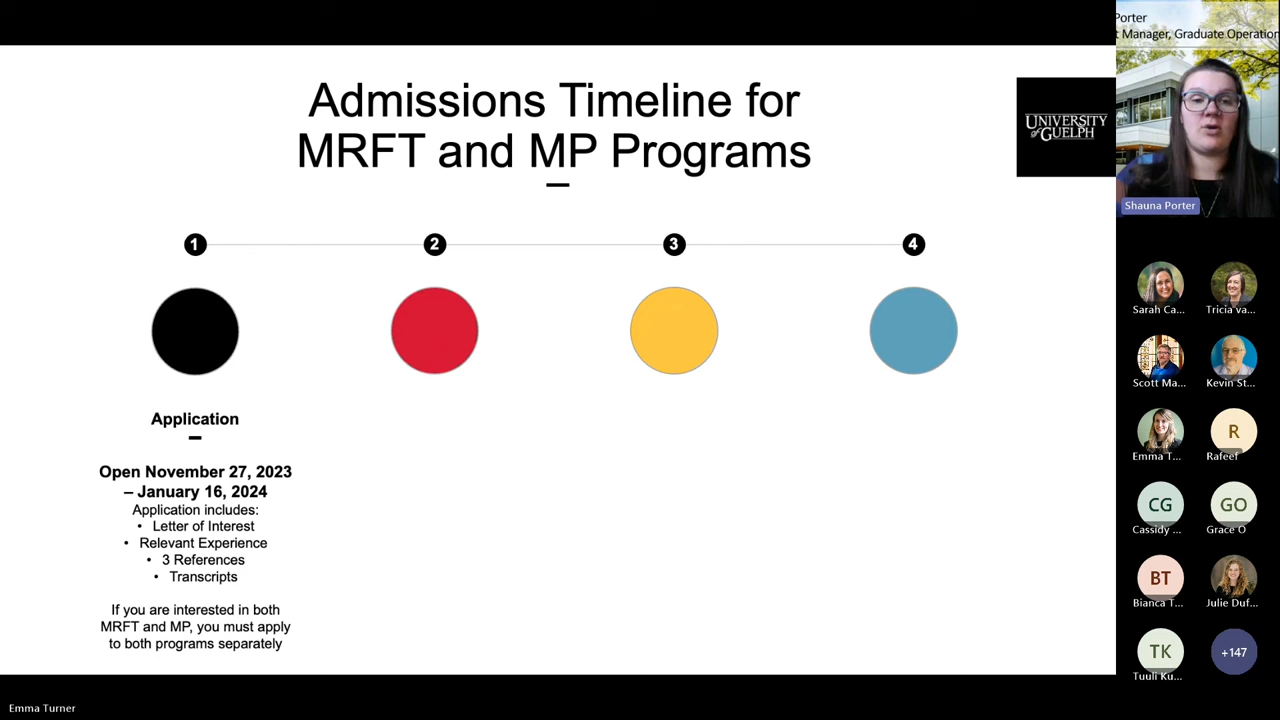 Admissions Timeline for
MRFT and MP Programs
UNIVERSITY
of GUELPH
1
2
3
4
Application
Open November 27, 2023
– January 16, 2024
Application includes:
• Letter of Interest
• Relevant Experience
• 3 References
• Transcripts
If you are interested in both
MRFT and MP, you must apply
to both programs separately
Porter
t Manager, Graduate Operation
Shauna Porter
Sarah Ca...
Tricia va...
Scott Ma...
Kevin St...
Emma T...
R
Rafeef
CG
GO
Cassidy ...
Grace O
BT
Bianca T...
Julie Duf...
TK
+147
Tuuli Ku...
Emma Turner